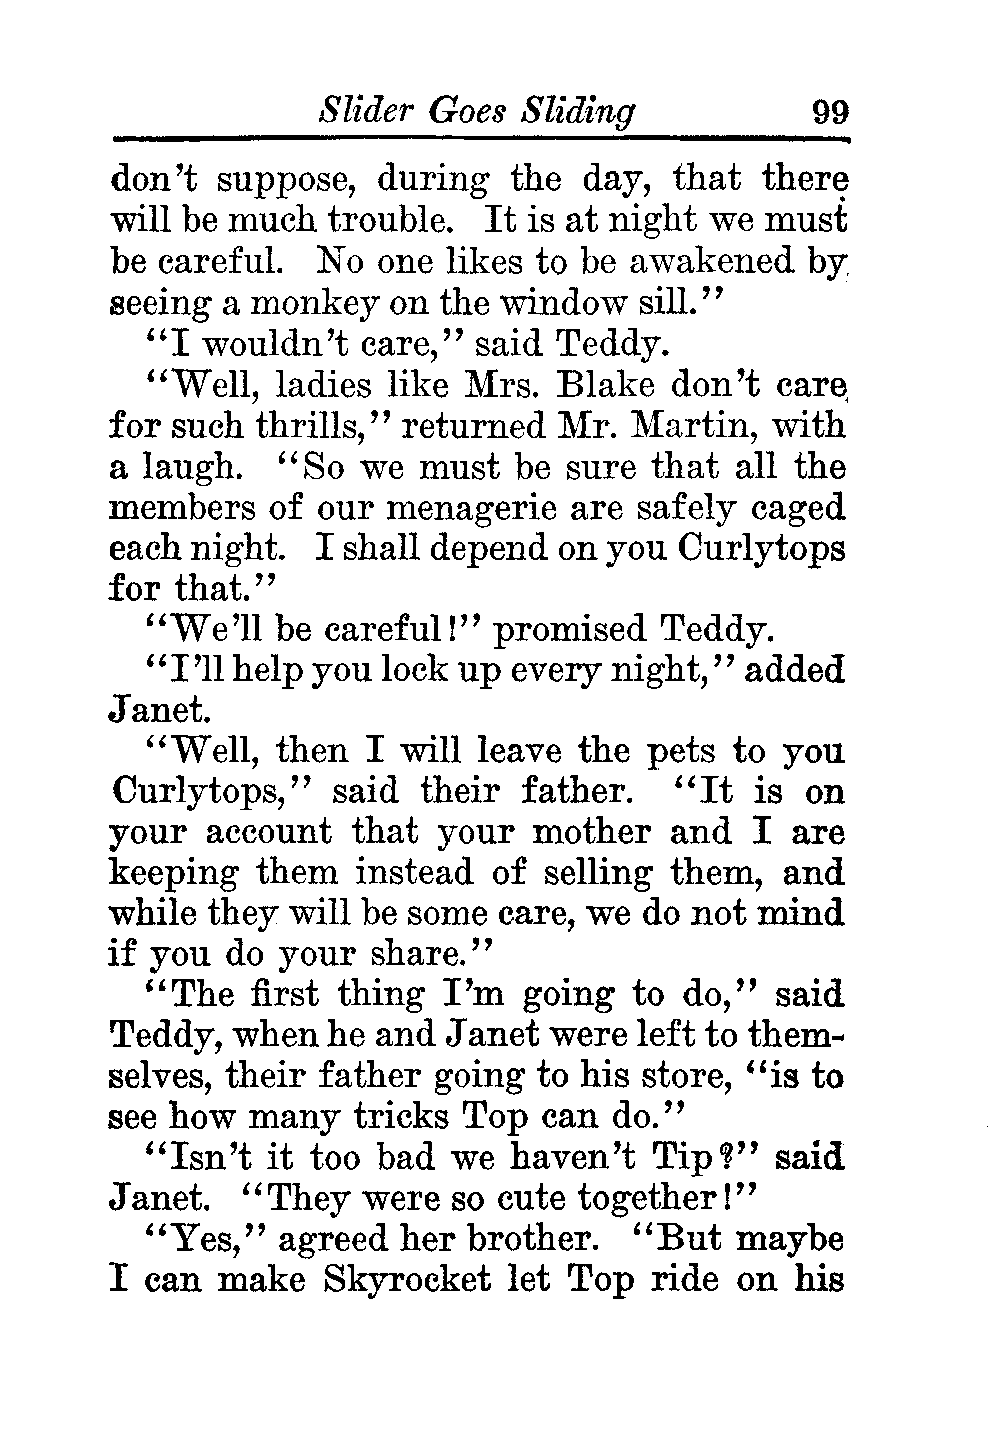 Slider Goes Sliding 99
don't suppose, during the day, that there
will be much trouble. It is at night we must
be careful. No one likes to be awakened by
seeing a monkey on the window sill."
"I wouldn't care," said Teddy.
"Well, ladies like Mrs. Blake don't care
for such thrills," returned Mr. Martin, with
a laugh. "So we must be sure that all the
members of our menagerie are safely caged
each night. I shall depend on you Curlytops
for that."
"We'll be careful!" promised Teddy.
"I'll help you lock up every night," added
Janet.
"Well, then I will leave the pets to you
Curlytops," said their father. "It is on
your account that your mother and I are
keeping them instead of selling them, and
while they will be some care, we do not mind
if you do your share."
"The first thing I'm going to do," said
Teddy, when he and Janet were left to them-
selves, their father going to his store, "is to
see how many tricks Top can do."
"Isn't it too bad we haven't Tip?" said
Janet. "They were so cute together!"
"Yes," agreed her brother. "But maybe
I can make Skyrocket let Top ride on his